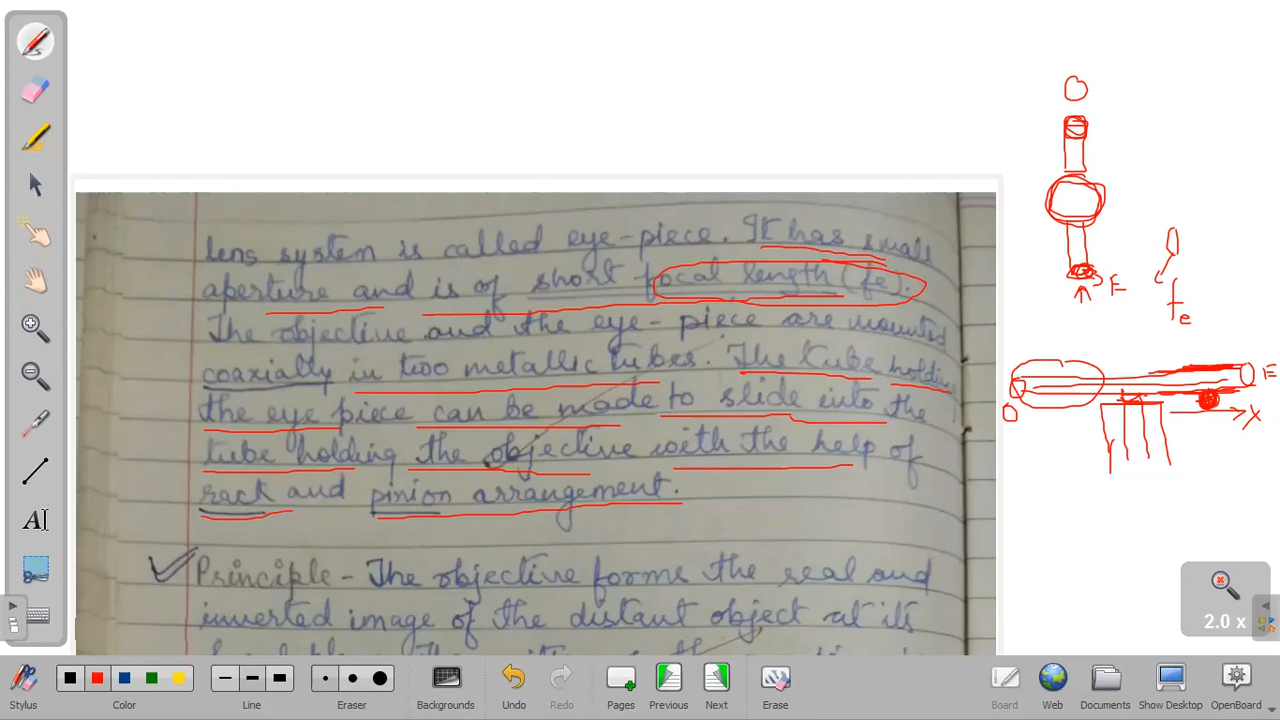 lens system is called eye-piece. It has small
aperture and is of short focal length (fe).
The objective and the eye-piece are mounted
coaxially in two metallic tubes. The tube holding
the eye piece can be made to slide into the
tube holding the objective with the help of
rack and pinion arrangement.
Principle - The objective forms the real and
inverted image of the distant object at its
O
E
fe
O
E
X
2.0 x
Stylus
Color
Line
Eraser
Backgrounds
Undo
Redo
Pages
Previous
Next
Erase
Board
Web
Documents
Show Desktop
OpenBoard